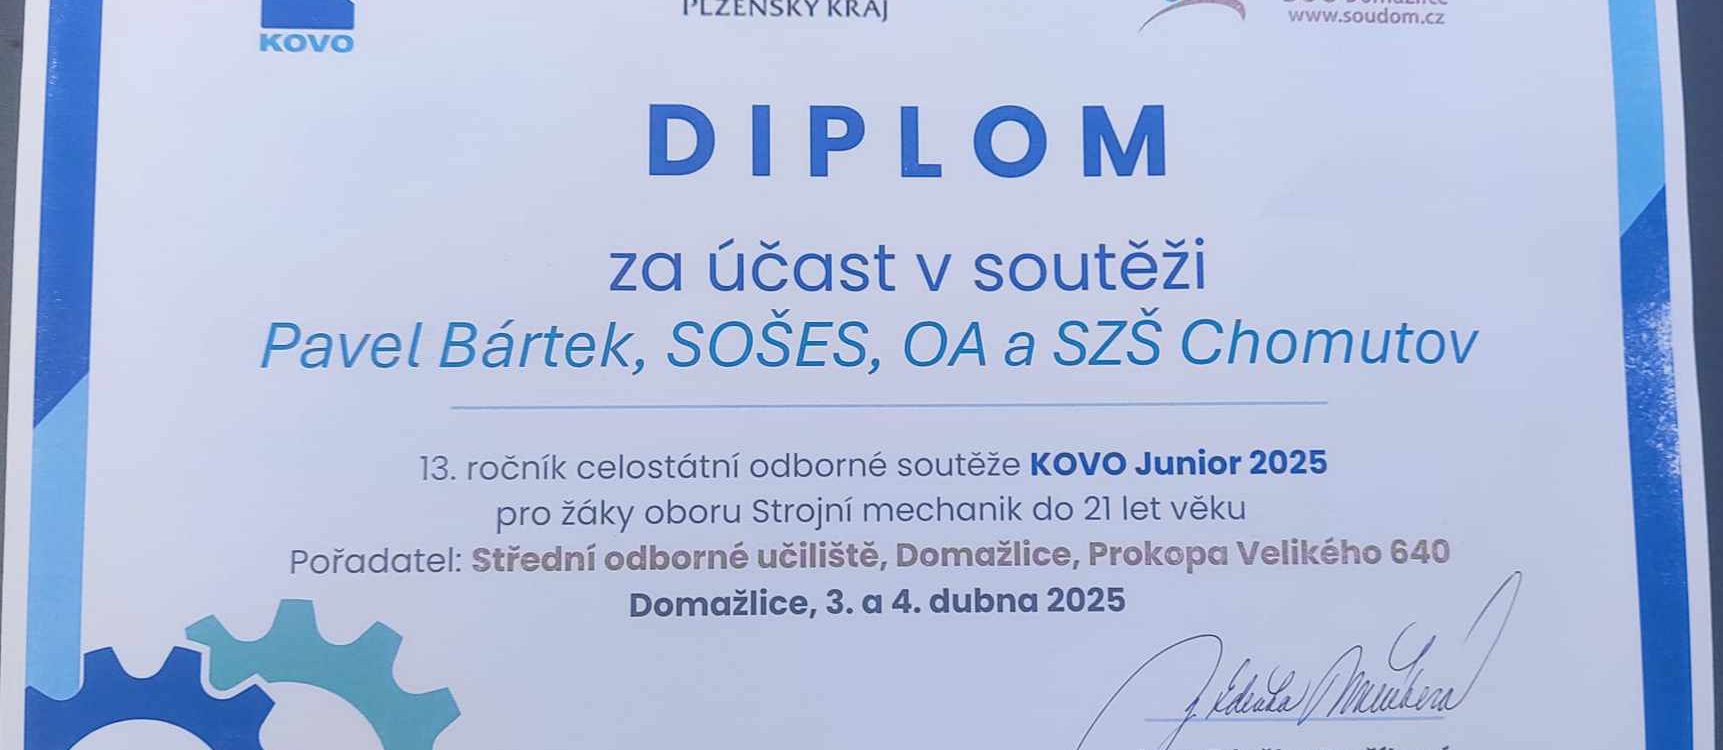 KOVO
PLZEŇSKÝ KRAJ
SOU Domažlice
www.soudom.cz
DIPLOM
za účast v soutěži
Pavel Bártek, SOŠES, OA a SZŠ Chomutov
13. ročník celostátní odborné soutěže KOVO Junior 2025
pro žáky oboru Strojní mechanik do 21 let věku
Pořadatel: Střední odborné učiliště, Domažlice, Prokopa Velikého 640
Domažlice, 3. a 4. dubna 2025